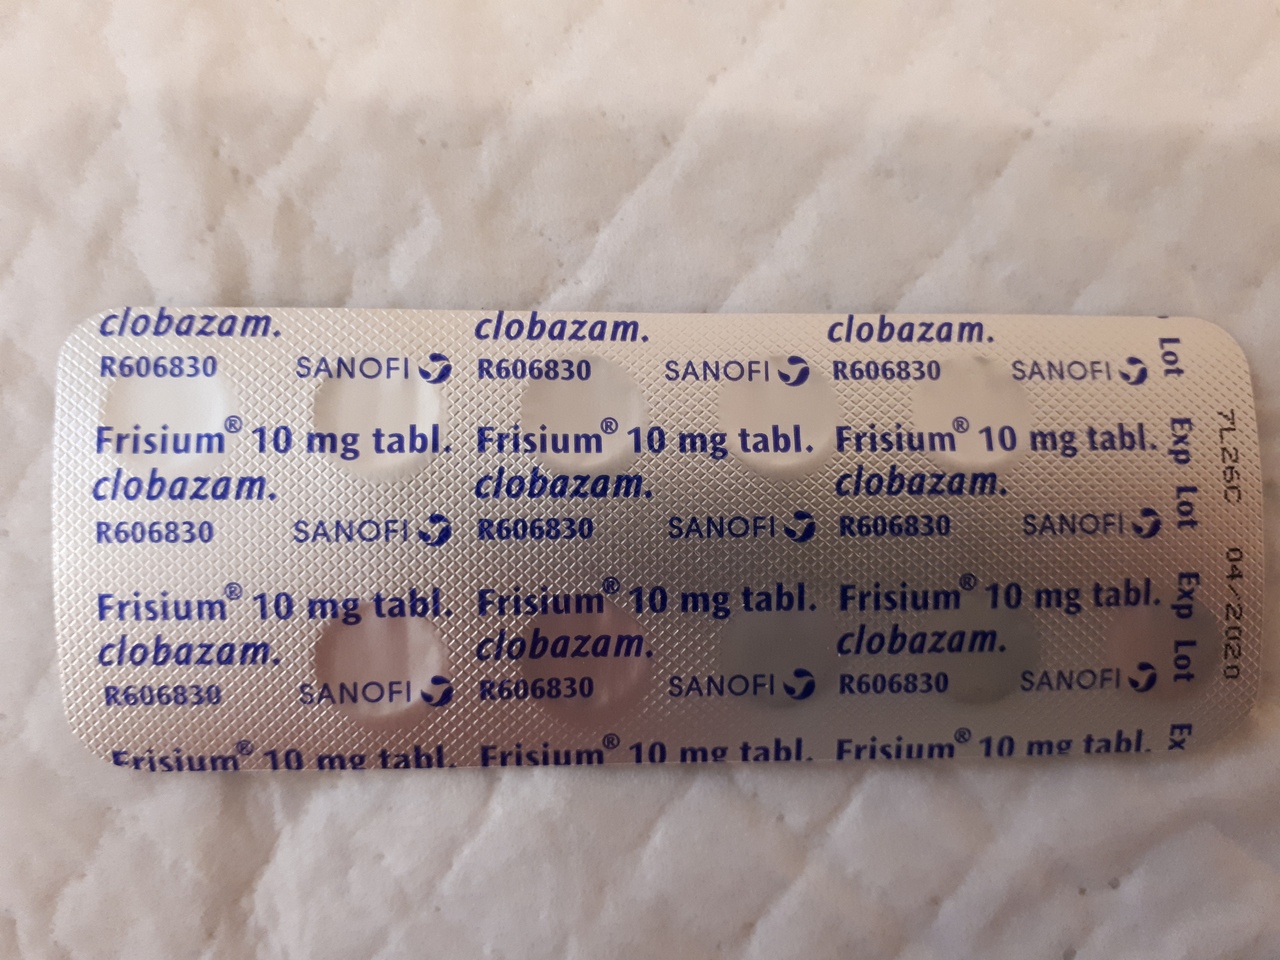 clobazam. clobazam. clobazam.
R606830 SANOFI R606830 SANOFI R606830 SANOFI
Frisium® 10 mg tabl. Frisium® 10 mg tabl. Frisium® 10 mg tabl.
clobazam. clobazam. clobazam.
R606830 SANOFI R606830 SANOFI R606830 SANOFI
Frisium® 10 mg tabl. Frisium® 10 mg tabl. Frisium® 10 mg tabl.
clobazam. clobazam. clobazam.
R606830 SANOFI R606830 SANOFI R606830 SANOFI
Frisium® 10 mg tabl. Frisium® 10 mg tabl. Frisium® 10 mg tabl.
Lot Exp Lot Exp Lot Ex
7L26C 04/2020